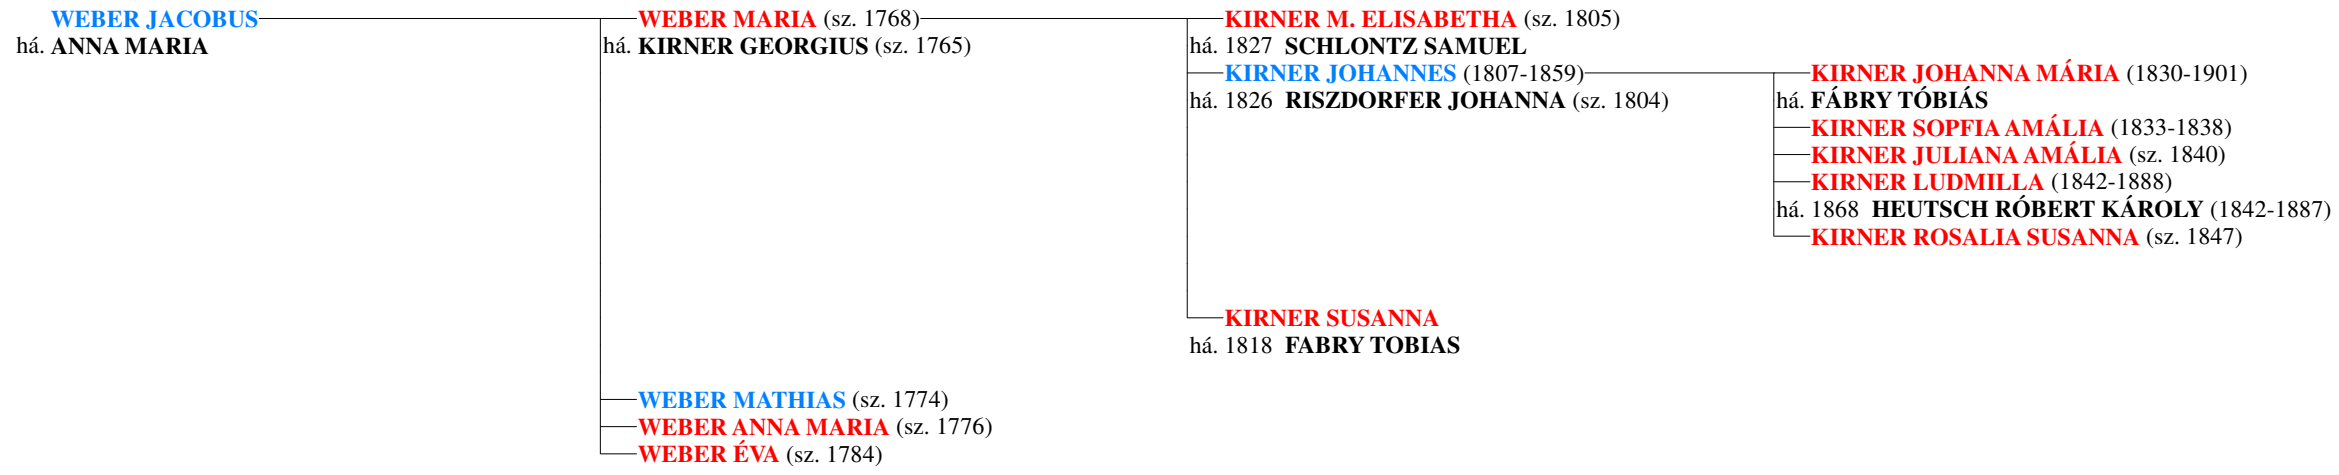 WEBER JACOBUS
há. ANNA MARIA
WEBER MARIA (sz. 1768)
há. KIRNER GEORGIUS (sz. 1765)
KIRNER M. ELISABETHA (sz. 1805)
há. 1827 SCHLONTZ SAMUEL
KIRNER JOHANNES (1807-1859)
há. 1826 RISZDORFER JOHANNA (sz. 1804)
KIRNER JOHANNA MÁRIA (1830-1901)
há. FÁBRY TÓBIÁS
KIRNER SOPFIA AMÁLIA (1833-1838)
KIRNER JULIANA AMÁLIA (sz. 1840)
KIRNER LUDMILLA (1842-1888)
há. 1868 HEUTSCH RÓBERT KÁROLY (1842-1887)
KIRNER ROSALIA SUSANNA (sz. 1847)
KIRNER SUSANNA
há. 1818 FABRY TOBIAS
WEBER MATHIAS (sz. 1774)
WEBER ANNA MARIA (sz. 1776)
WEBER ÉVA (sz. 1784)